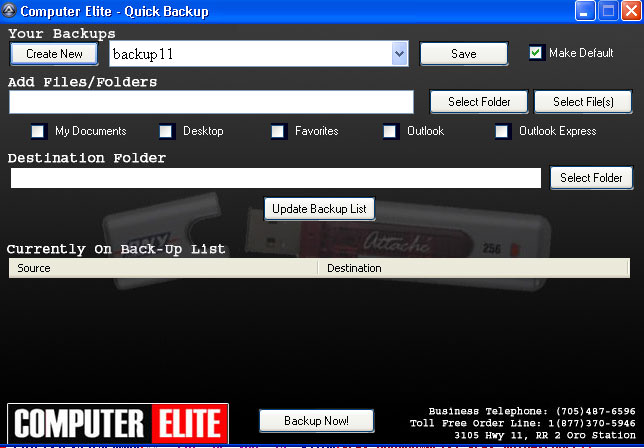 Computer Elite - Quick Backup
Your Backups
Create New
backup11
Save
Make Default
Add Files/Folders
Select Folder
Select File(s)
My Documents
Desktop
Favorites
Outlook
Outlook Express
Destination Folder
Select Folder
Update Backup List
Attaché
256
Currently On Back-Up List
Source
Destination
COMPUTER ELITE
Backup Now!
Business Telephone: (705)487-6596
Toll Free Order Line: 1(877)370-5946
3105 Hwy 11, RR 2 Oro Station